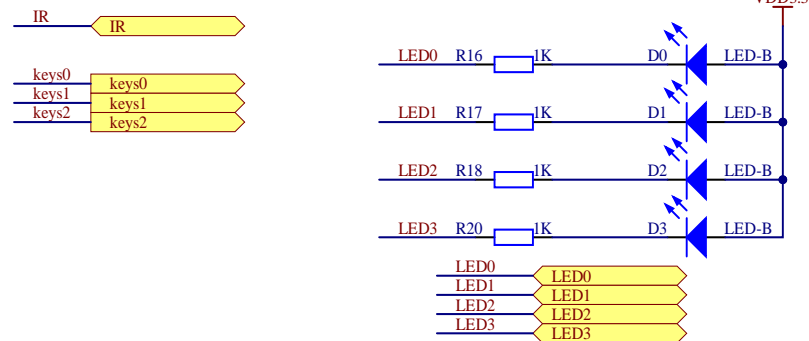 IR
IR
keys0
keys0
keys1
keys1
keys2
keys2
LED0 R16 1K D0 LED-B
LED1 R17 1K D1 LED-B
LED2 R18 1K D2 LED-B
LED3 R20 1K D3 LED-B
LED0
LED0
LED1
LED1
LED2
LED2
LED3
LED3